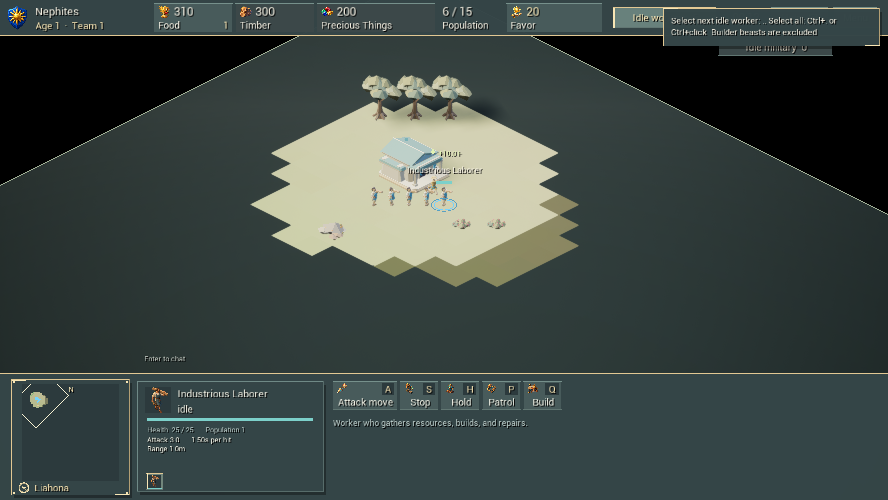 Nephites
Age 1 · Team 1
310
Food 1
300
Timber
200
Precious Things
6 / 15
Population
20
Favor
Idle
Select next idle worker: . Select all: Ctrl+. or
Ctrl+click. Builder beasts are excluded
Idle military 0
Industrious Laborer
Enter to chat
N
Liahona
Industrious Laborer
idle
Health 25 / 25 Population 1
Attack 3.0 1.50s per hit
Range 1.0m
A
Attack move
S
Stop
H
Hold
P
Patrol
Q
Build
Worker who gathers resources, builds, and repairs.